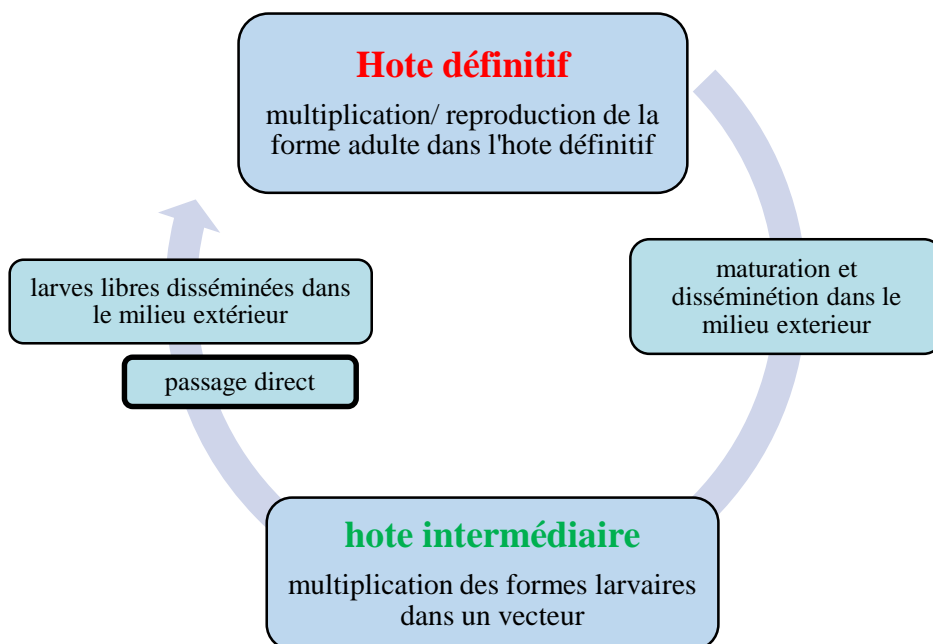 Hote définitif
multiplication/ reproduction de la
forme adulte dans l'hote définitif
maturation et
disséminétion dans le
milieu exterieur
hote intermédiaire
multiplication des formes larvaires
dans un vecteur
larves libres disséminées dans
le milieu extérieur
passage direct